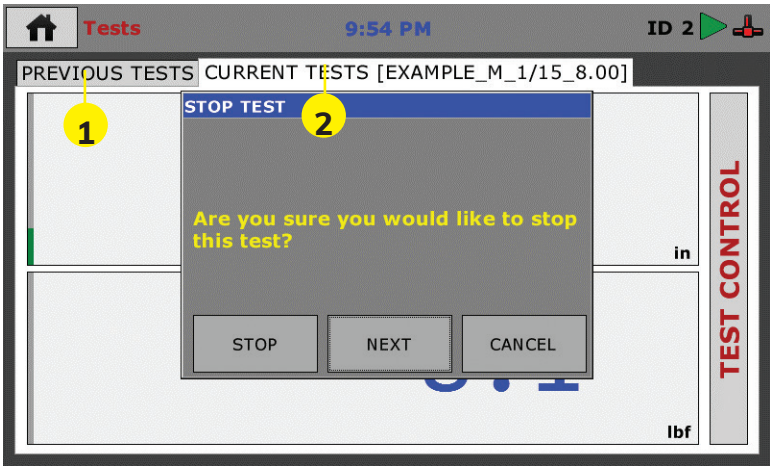 Tests 9:54 PM ID 2
PREVIOUS TESTS CURRENT TESTS [EXAMPLE_M_1/15_8.00]
1
2
STOP TEST
Are you sure you would like to stop
this test?
STOP NEXT CANCEL
in
lbf
TEST CONTROL